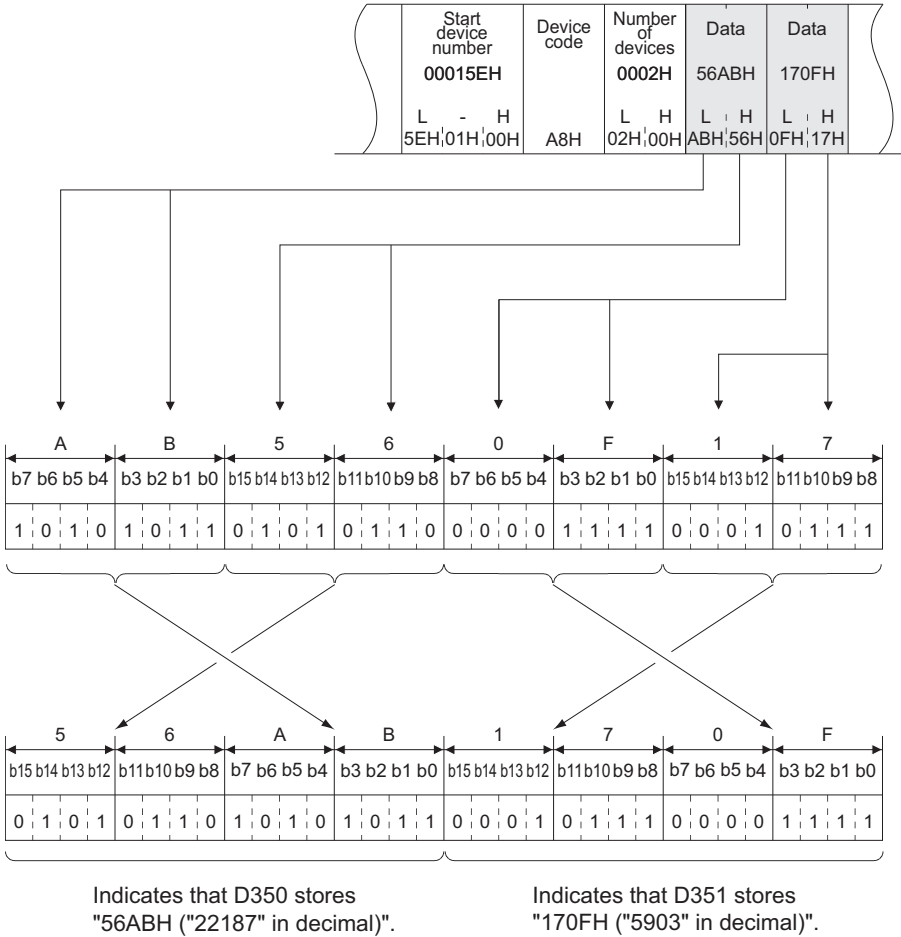 Start device number
Device code
Number of devices
Data
Data
00015EH
0002H
56ABH
170FH
L - H
L H
L H
L H
5EH 01H 00H
A8H
02H 00H
ABH 56H
0FH 17H
A B 5 6 0 F 1 7
b7 b6 b5 b4 b3 b2 b1 b0 b15 b14 b13 b12 b11 b10 b9 b8 b7 b6 b5 b4 b3 b2 b1 b0 b15 b14 b13 b12 b11 b10 b9 b8
1 0 1 0 1 0 1 1 0 1 0 1 0 1 1 0 0 0 0 0 1 1 1 1 0 0 0 1 0 1 1 1
5 6 A B 1 7 0 F
b15 b14 b13 b12 b11 b10 b9 b8 b7 b6 b5 b4 b3 b2 b1 b0 b15 b14 b13 b12 b11 b10 b9 b8 b7 b6 b5 b4 b3 b2 b1 b0
0 1 0 1 0 1 1 0 1 0 1 0 1 0 1 1 0 0 0 1 0 1 1 1 0 0 0 0 1 1 1 1
Indicates that D350 stores
"56ABH ("22187" in decimal)".
Indicates that D351 stores
"170FH ("5903" in decimal)".